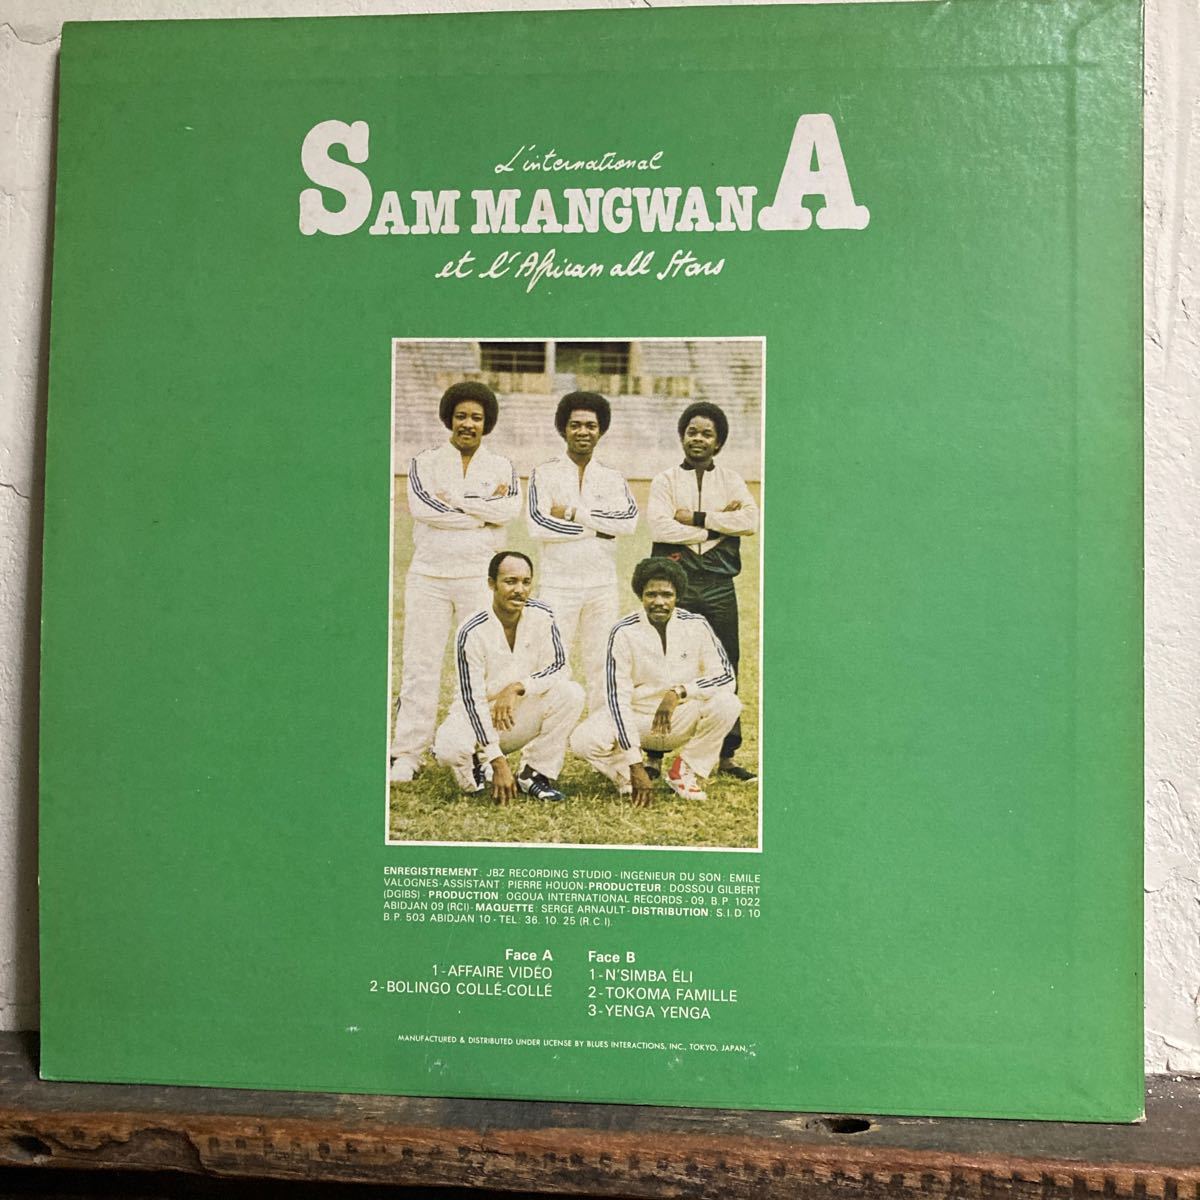 L'international
SAM MANGWANA
et l'African all Stars
ENREGISTREMENT : JBZ RECORDING STUDIO - INGÉNIEUR DU SON : EMILE
VALOGNES - ASSISTANT : PIERRE HOUON - PRODUCTEUR : DOSSOU GILBERT
(DGIBS) - PRODUCTION : OGOUA INTERNATIONAL RECORDS - 09. B.P. 1022
ABIDJAN 09 (RCI) - MAQUETTE : SERGE ARNAULT - DISTRIBUTION : S.I.D. 10
B.P. 503 ABIDJAN 10 - TEL : 36. 10. 25 (R.C.I).
Face A
1 - AFFAIRE VIDÉO
2 - BOLINGO COLLÉ-COLLÉ
Face B
1 - N'SIMBA ÉLI
2 - TOKOMA FAMILLE
3 - YENGA YENGA
MANUFACTURED & DISTRIBUTED UNDER LICENSE BY BLUES INTERACTIONS, INC., TOKYO, JAPAN.